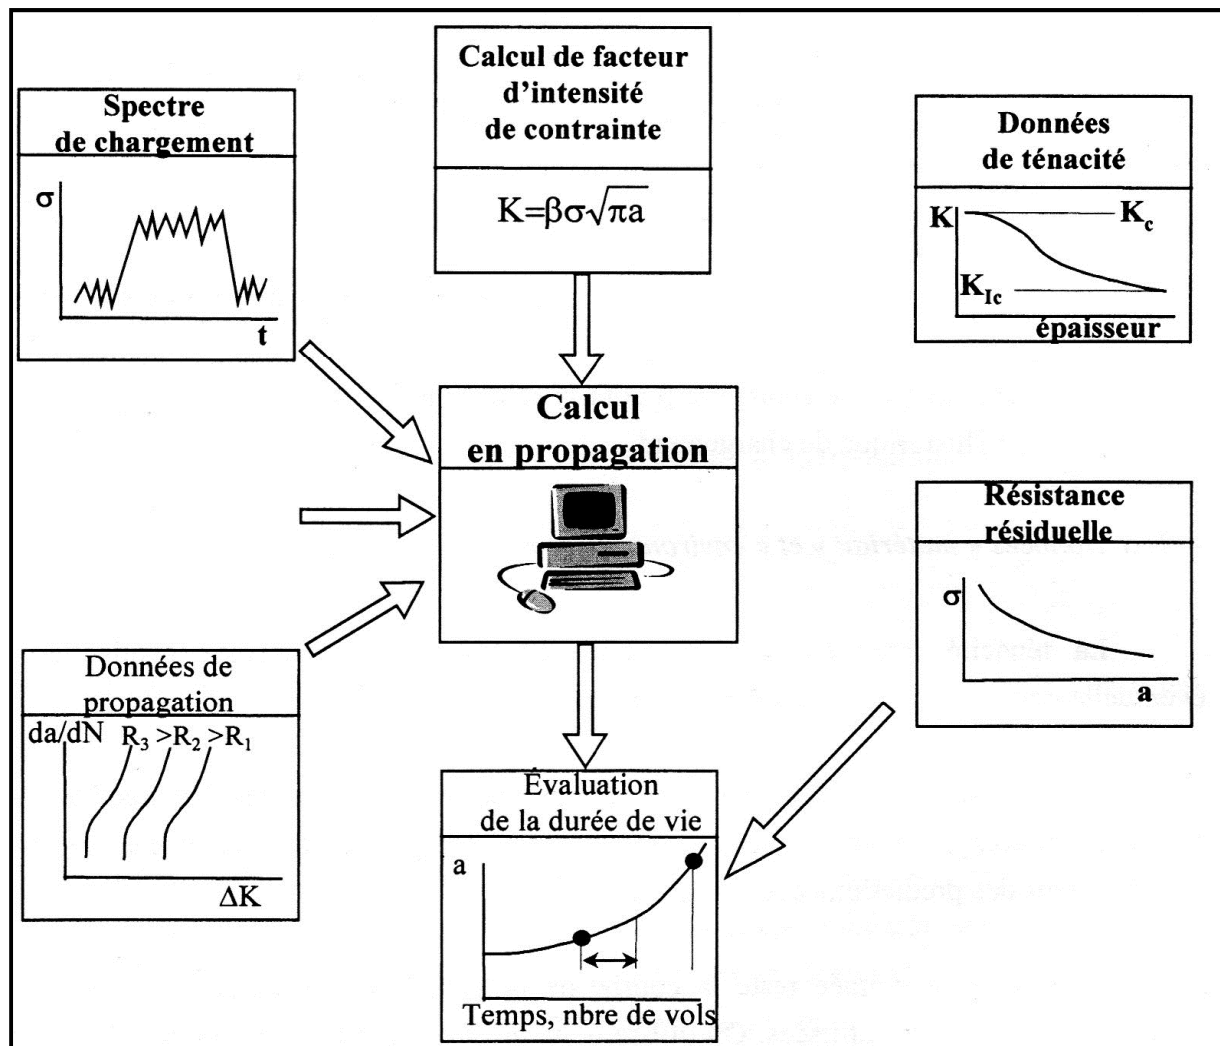 Calcul de facteur
d'intensité
de contrainte
K=βσ√πa
Spectre
de chargement
σ
t
Données
de ténacité
K
K_c
K_Ic
épaisseur
Calcul
en propagation
Résistance
résiduelle
σ
a
Données de
propagation
da/dN R₃ >R₂ >R₁
ΔK
Évaluation
de la durée de vie
a
Temps, nbre de vols